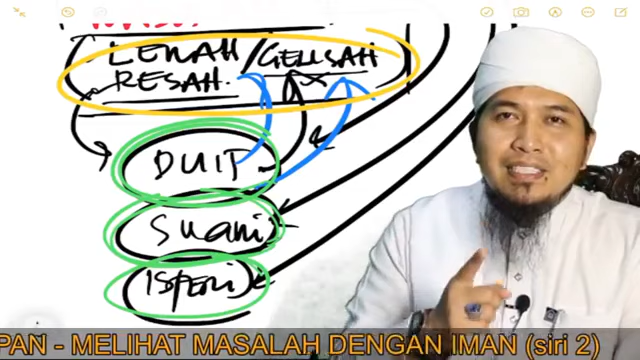 LEMAH / GELISAH
RESAH.
DUIT
SUAMI
ISTERI
PAN - MELIHAT MASALAH DENGAN IMAN (siri 2)